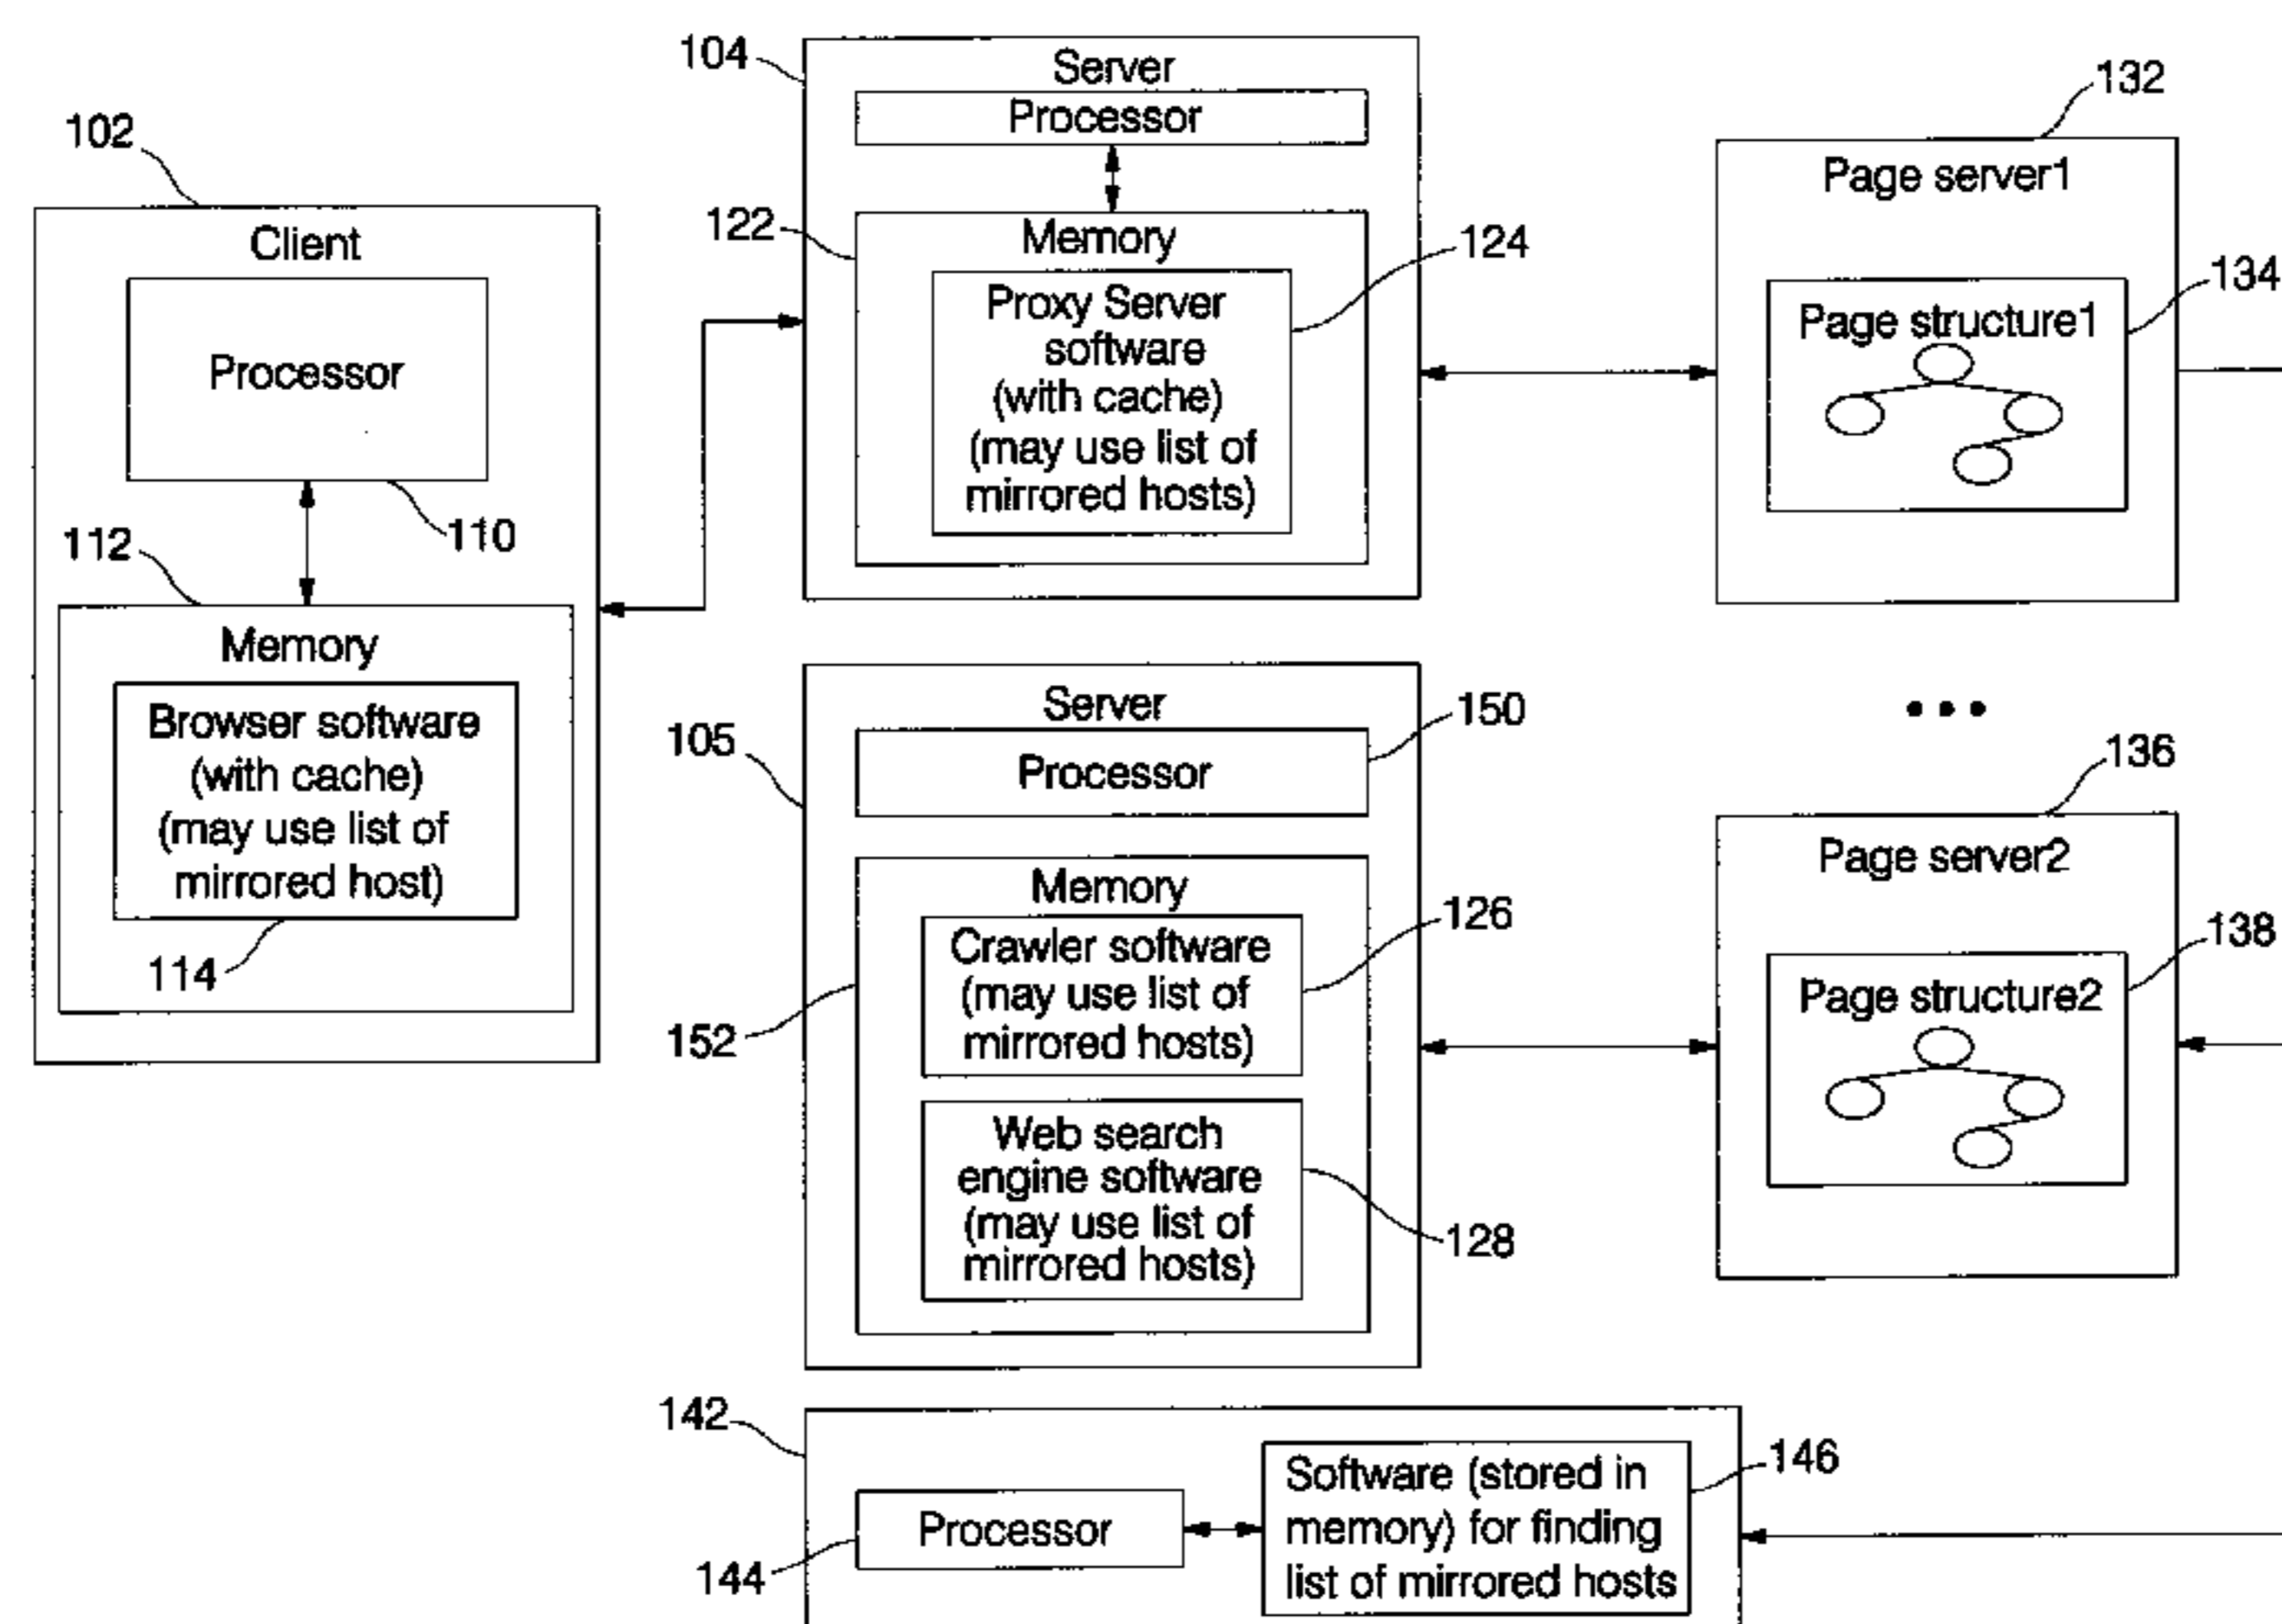 102
Client
Processor
110
112
Memory
Browser software
(with cache)
(may use list of
mirrored host)
114
104
Server
Processor
122
Memory
124
Proxy Server
software
(with cache)
(may use list of
mirrored hosts)
105
Server
150
Processor
152
Memory
126
Crawler software
(may use list of
mirrored hosts)
Web search
engine software
(may use list of
mirrored hosts)
128
132
Page server1
134
Page structure1
136
Page server2
138
Page structure2
142
Processor
144
146
Software (stored in
memory) for finding
list of mirrored hosts